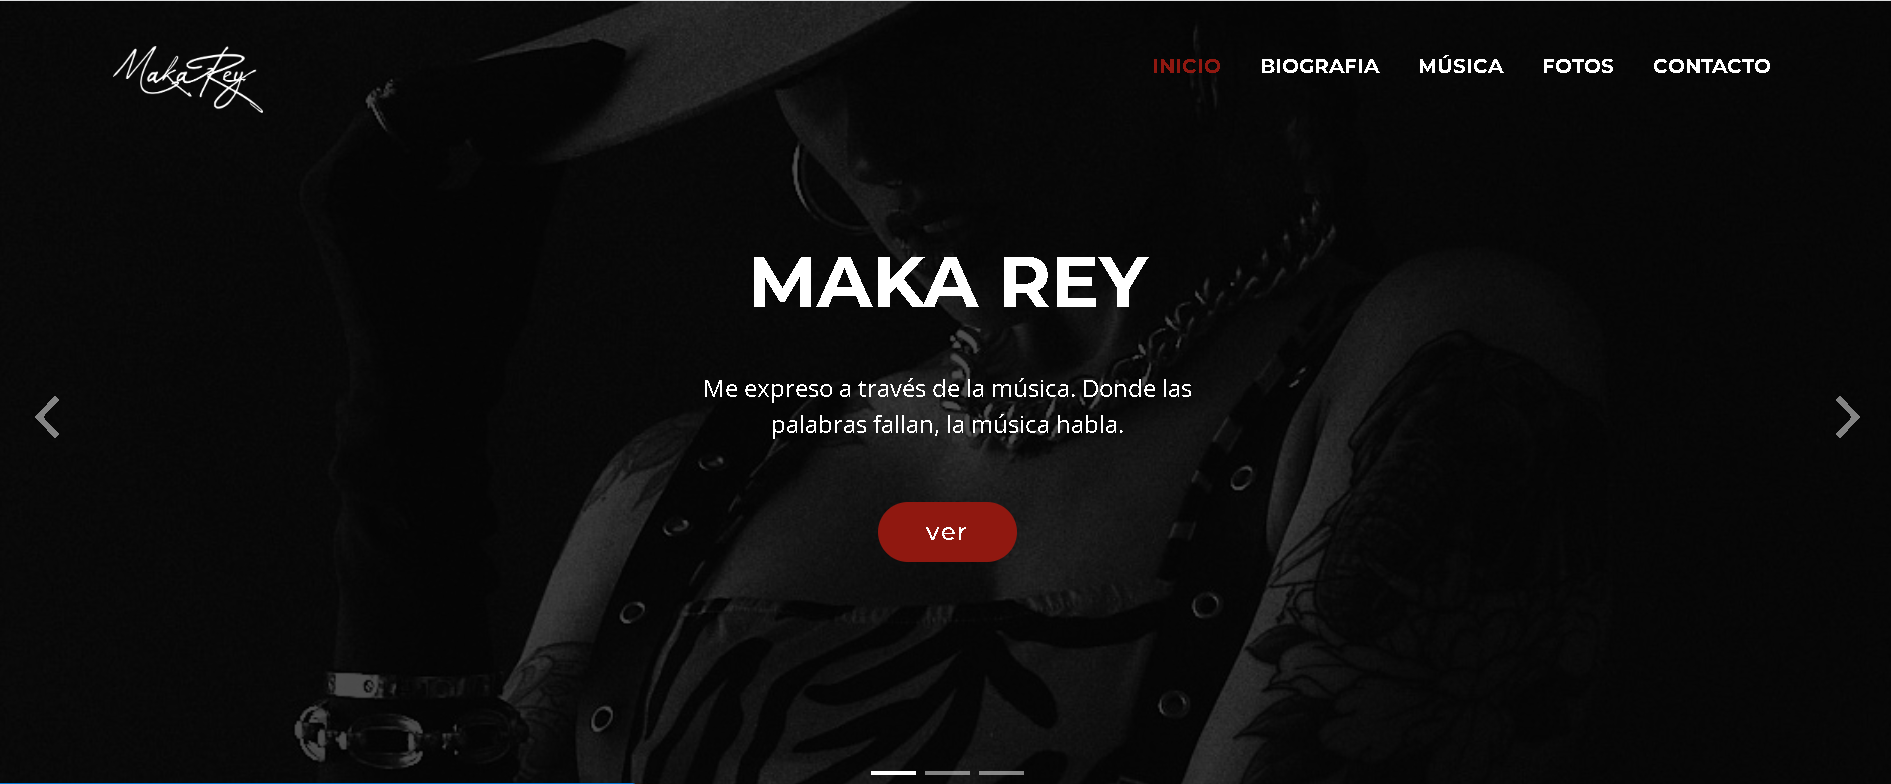 Maka Rey
INICIO BIOGRAFIA MÚSICA FOTOS CONTACTO
MAKA REY
Me expreso a través de la música. Donde las
palabras fallan, la música habla.
ver